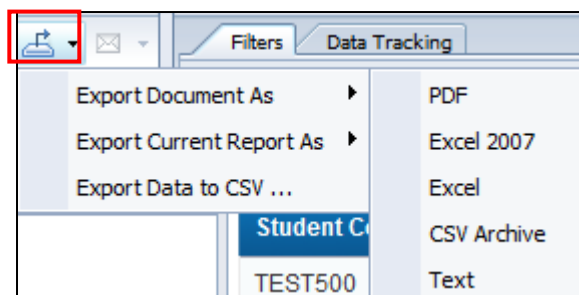 Filters Data Tracking
Export Document As
Export Current Report As
Export Data to CSV ...
PDF
Excel 2007
Excel
CSV Archive
Text
Student
TEST500